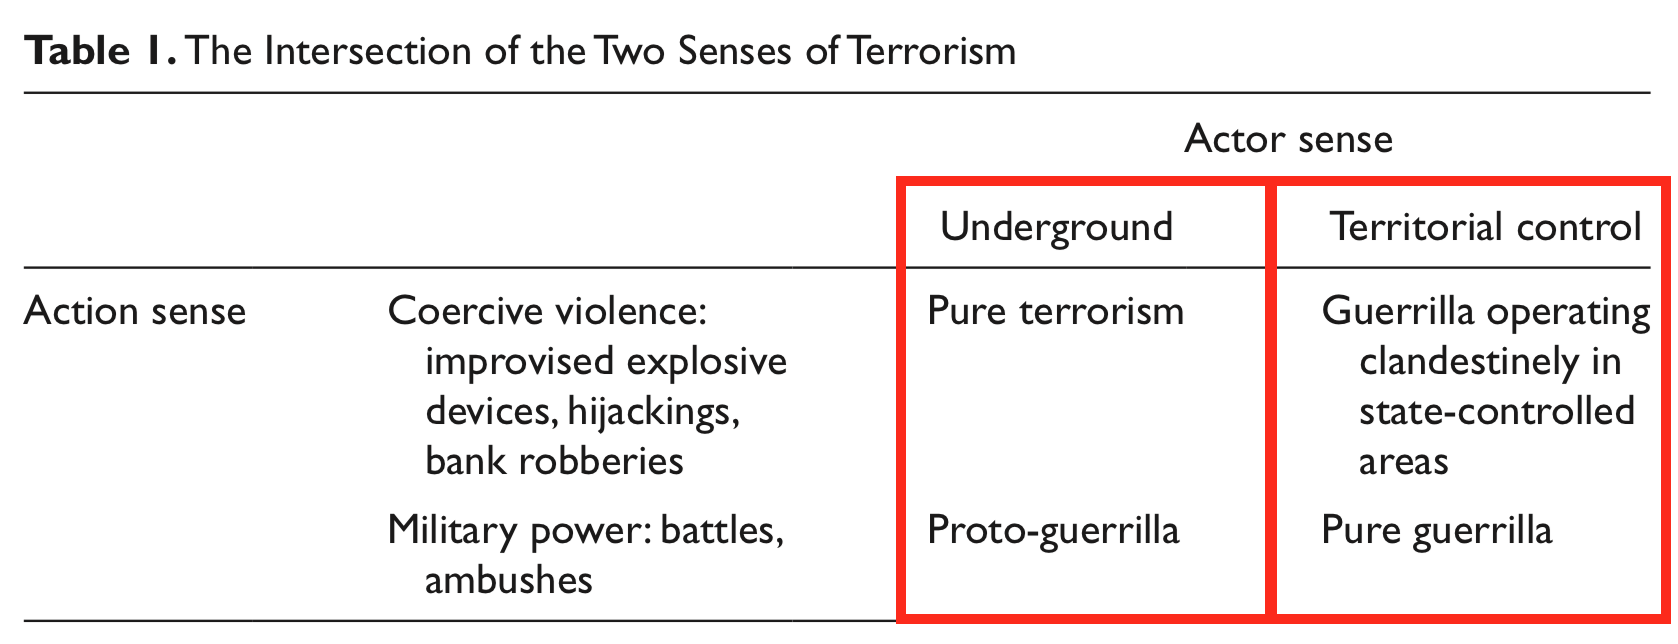 Table 1. The Intersection of the Two Senses of Terrorism
Actor sense
Underground Territorial control
Action sense Coercive violence: Pure terrorism Guerrilla operating
improvised explosive clandestinely in
devices, hijackings, state-controlled
bank robberies areas
Military power: battles, Proto-guerrilla Pure guerrilla
ambushes